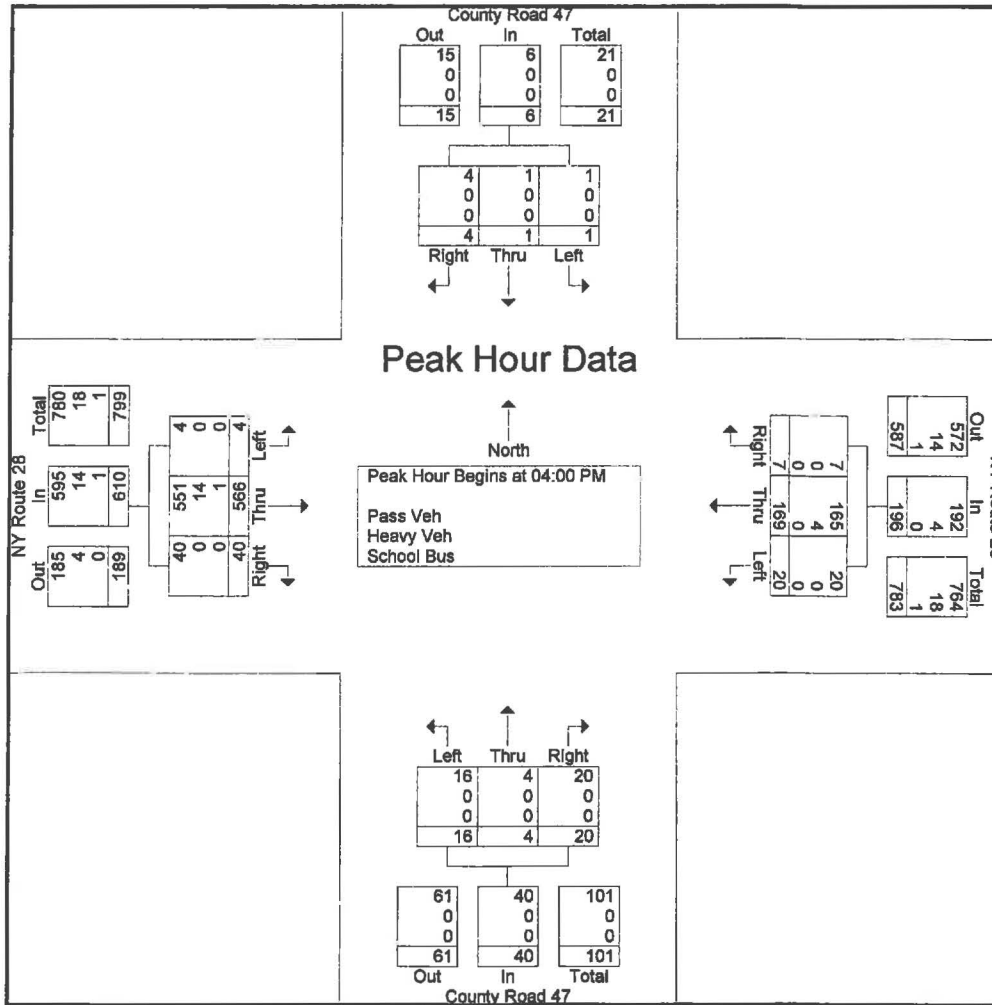 County Road 47
Out In Total
15 6 21
0 0 0
0 0 0
15 6 21
4 1 1
0 0 0
0 0 0
4 1 1
Right Thru Left
Peak Hour Data
North
Peak Hour Begins at 04:00 PM
Pass Veh
Heavy Veh
School Bus
NY Route 28
Out In Total
185 595 780
4 14 18
0 1 1
189 610 799
40 551 4
0 14 0
0 1 0
40 566 4
Right Thru Left
Out In Total
572 192 764
14 4 18
1 0 1
587 196 783
7 165 20
0 4 0
0 0 0
7 169 20
Right Thru Left
Left Thru Right
16 4 20
0 0 0
0 0 0
16 4 20
61 40 101
0 0 0
0 0 0
61 40 101
Out In Total
County Road 47